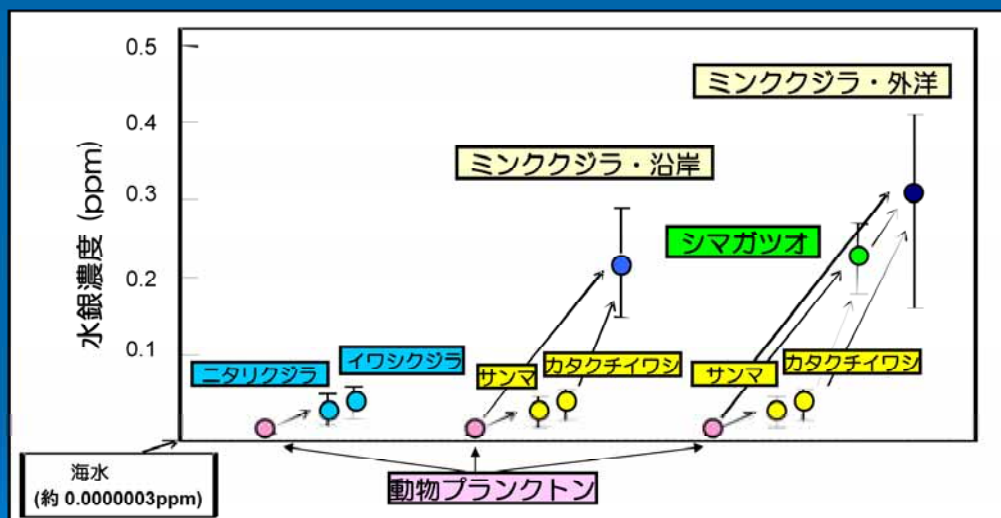 0.5
0.4
0.3
0.2
0.1
水銀濃度 (ppm)
ミンククジラ・外洋
ミンククジラ・沿岸
シマガツオ
ニタリクジラ
イワシクジラ
サンマ
カタクチイワシ
サンマ
カタクチイワシ
海水
(約 0.0000003ppm)
動物プランクトン